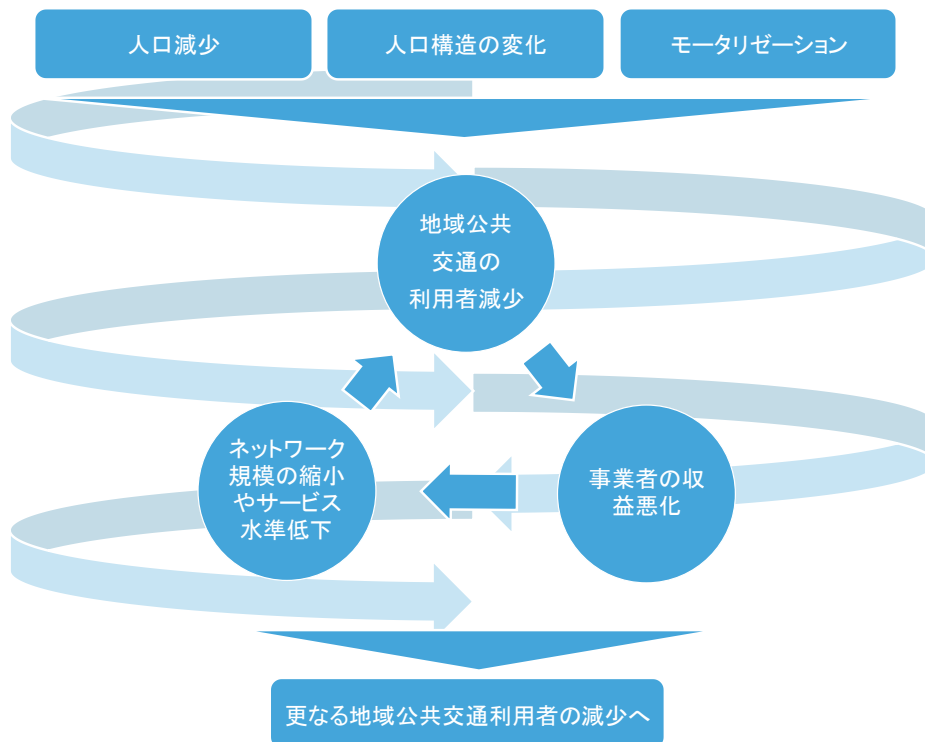 人口減少
人口構造の変化
モータリゼーション
地域公共
交通の
利用者減少
ネットワーク
規模の縮小
やサービス
水準低下
事業者の収
益悪化
更なる地域公共交通利用者の減少へ